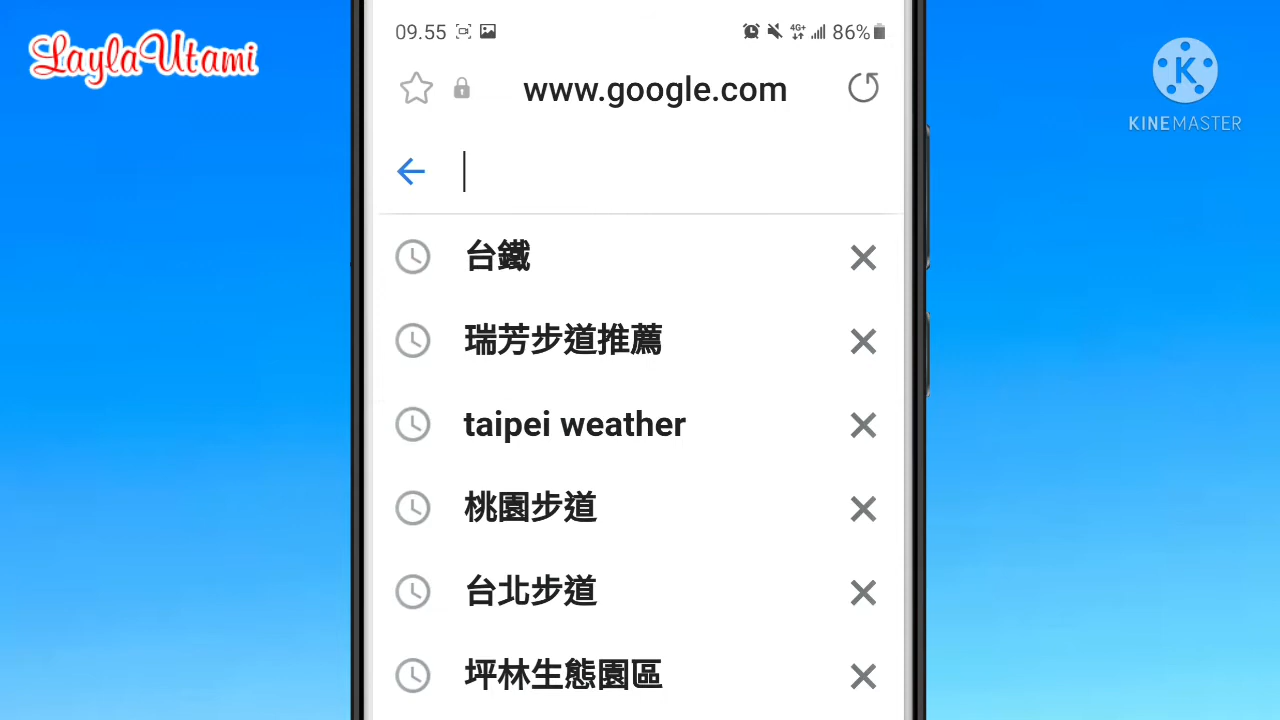 LaylaUtami
09.55 4G+ 86%
www.google.com
K
KINEMASTER
台鐵
瑞芳步道推薦
taipei weather
桃園步道
台北步道
坪林生態園區